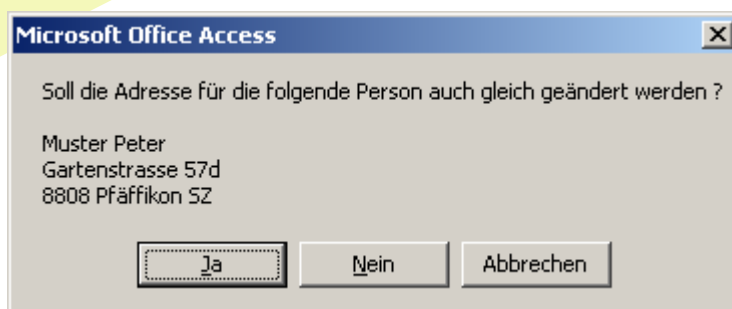 Microsoft Office Access
Soll die Adresse für die folgende Person auch gleich geändert werden ?
Muster Peter
Gartenstrasse 57d
8808 Pfäffikon SZ
Ja Nein Abbrechen